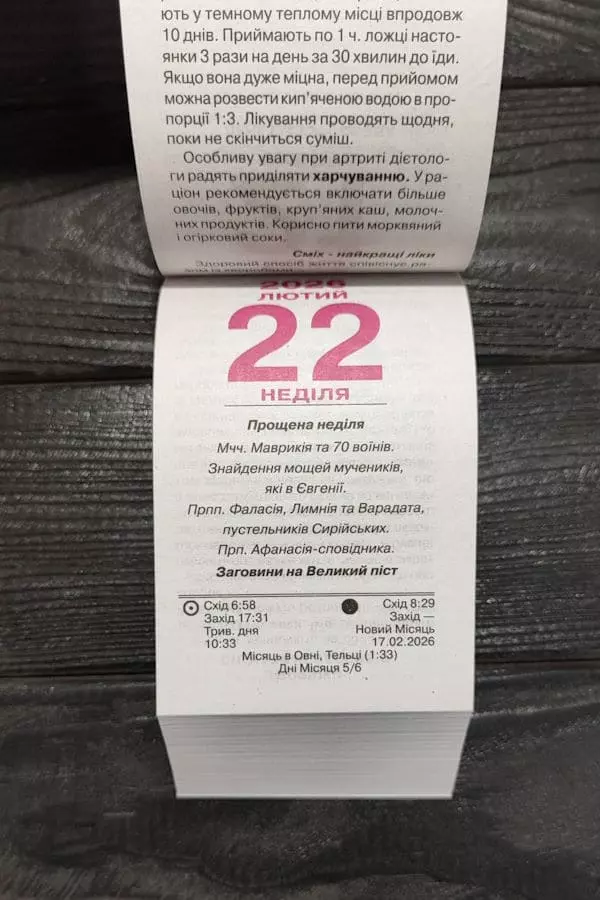 ють у темному теплому місці впродовж
10 днів. Приймають по 1 ч. ложці насто-
янки 3 рази на день за 30 хвилин до їди.
Якщо вона дуже міцна, перед прийомом
можна розвести кип'яченою водою в про-
порції 1:3. Лікування проводять щодня,
поки не скінчиться суміш.
Особливу увагу при артриті дієтоло-
ги радять приділяти харчуванню. У ра-
ціон рекомендується включати більше
овочів, фруктів, круп'яних каш, молоч-
них продуктів. Корисно пити морквяний
і огірковий соки.
Сміх - найкращі ліки
Здоровий спосіб життя
2026
ЛЮТИЙ
22
НЕДІЛЯ
Прощена неділя
Мчч. Маврикія та 70 воїнів.
Знайдення мощей мучеників,
які в Євгенії.
Прпп. Фаласія, Лимнія та Варадата,
пустельників Сирійських.
Прп. Афанасія-сповідника.
Заговини на Великий піст
Схід 6:58
Захід 17:31
Трив. дня
10:33
Схід 8:29
Захід —
Новий Місяць
17.02.2026
Місяць в Овні, Тельці (1:33)
Дні Місяця 5/6